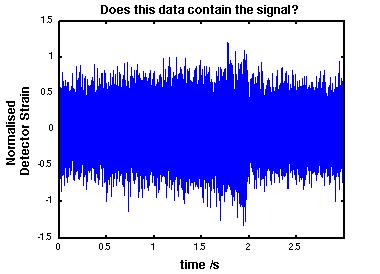 Does this data contain the signal?
1.5
1
0.5
0
-0.5
-1
-1.5
Normalised
Detector Strain
0 0.5 1 1.5 2 2.5
time /s